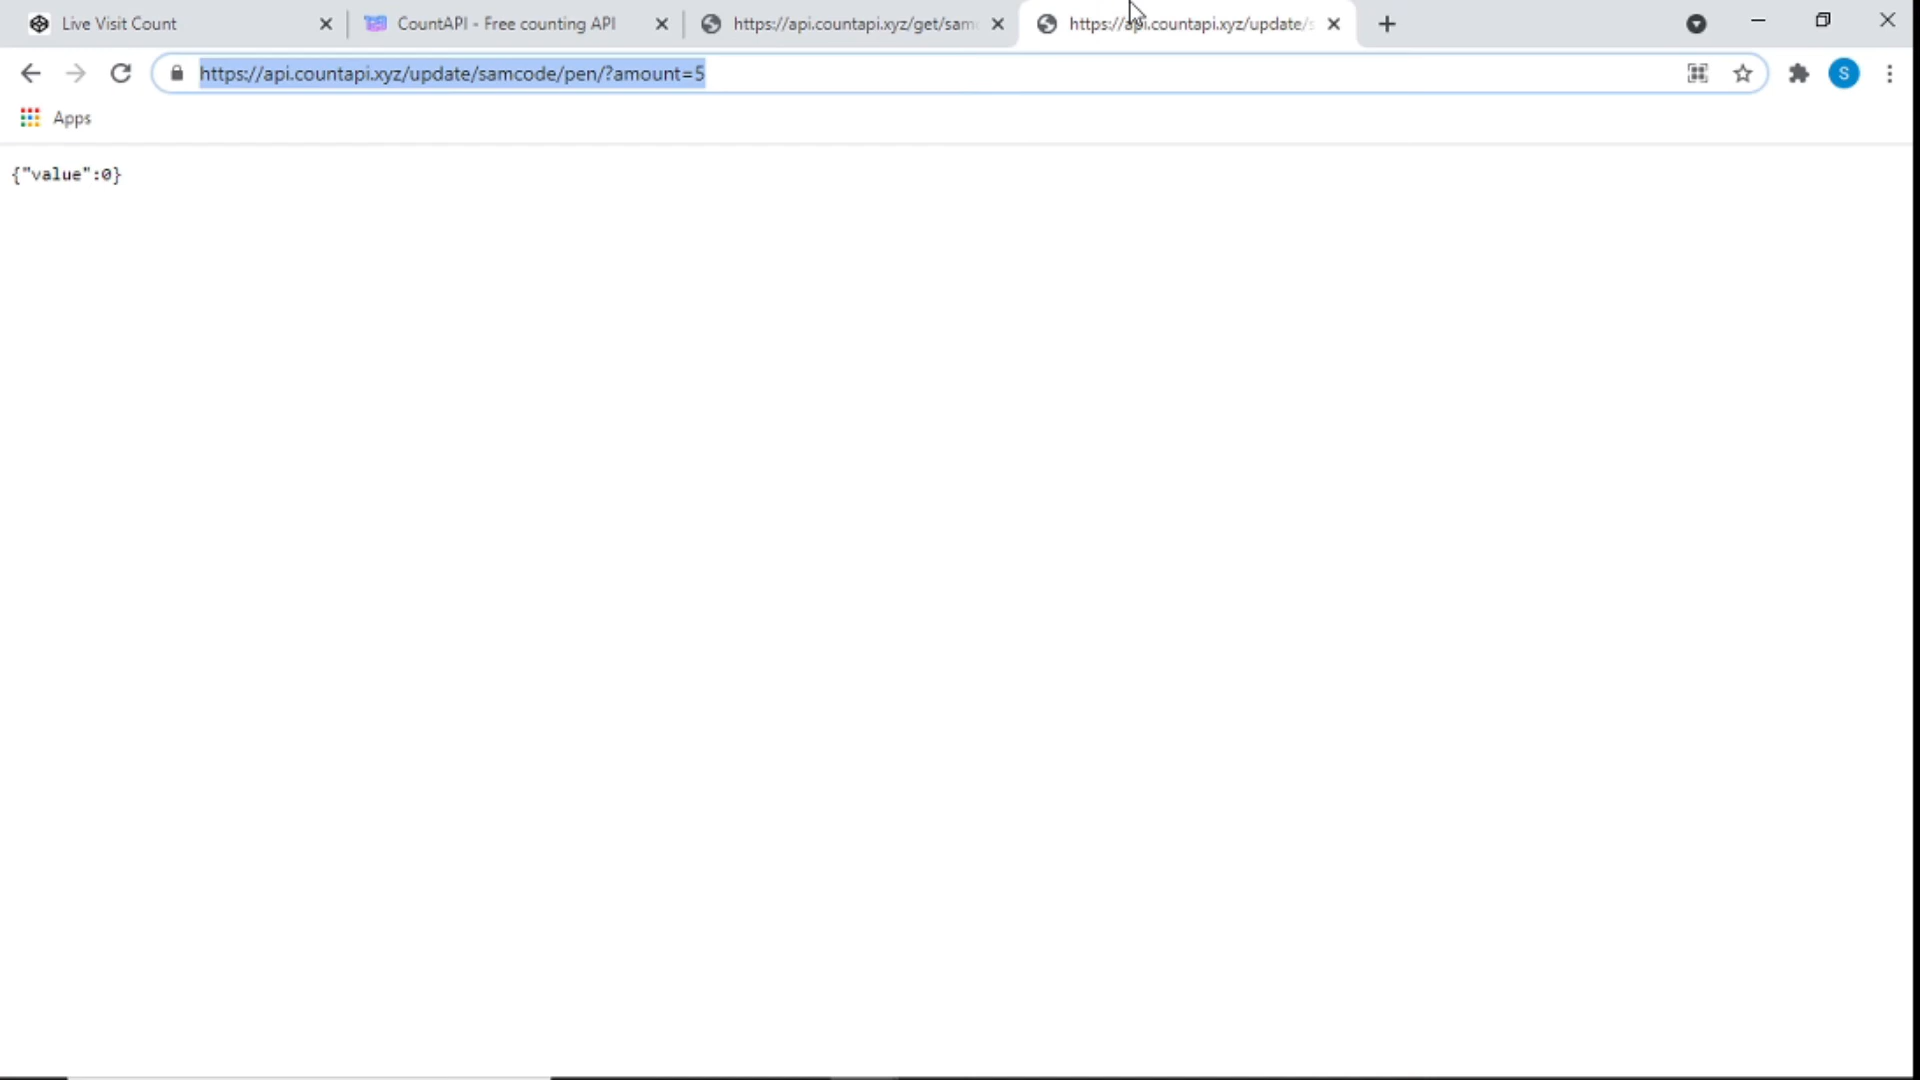 Live Visit Count
CountAPI - Free counting API
https://api.countapi.xyz/get/sam
https://api.countapi.xyz/update/s
https://api.countapi.xyz/update/samcode/pen/?amount=5
S
Apps
{"value":0}